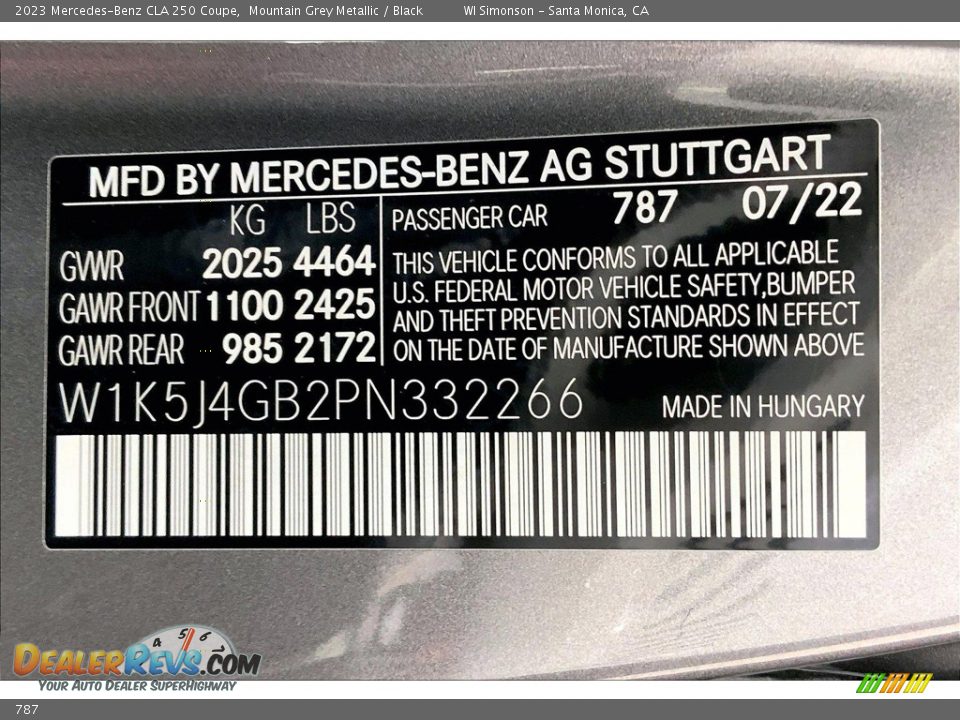 2023 Mercedes-Benz CLA 250 Coupe, Mountain Grey Metallic / Black WI Simonson - Santa Monica, CA
MFD BY MERCEDES-BENZ AG STUTTGART
KG LBS
GVWR 2025 4464
GAWR FRONT 1100 2425
GAWR REAR 985 2172
PASSENGER CAR 787 07/22
THIS VEHICLE CONFORMS TO ALL APPLICABLE
U.S. FEDERAL MOTOR VEHICLE SAFETY, BUMPER
AND THEFT PREVENTION STANDARDS IN EFFECT
ON THE DATE OF MANUFACTURE SHOWN ABOVE
W1K5J4GB2PN332266 MADE IN HUNGARY
4 5 6
DEALERREVS.COM
YOUR AUTO DEALER SUPERHIGHWAY
787